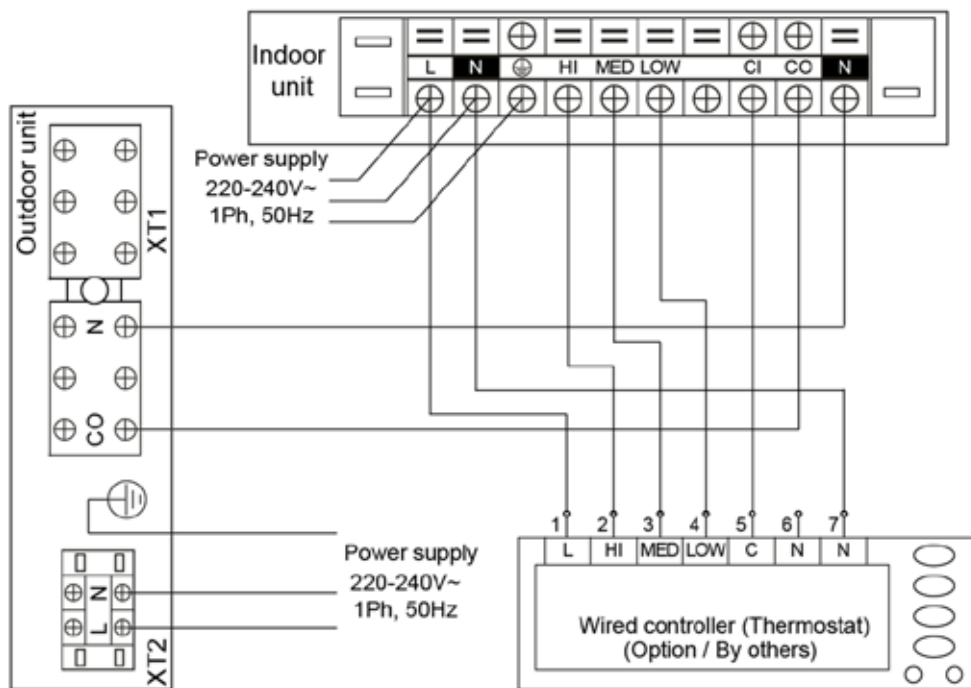 Indoor
unit
L N HI MED LOW CI CO N
Power supply
220-240V~
1Ph, 50Hz
Outdoor unit
XT1
N
CO
N
L
XT2
Power supply
220-240V~
1Ph, 50Hz
1 2 3 4 5 6 7
L HI MED LOW C N N
Wired controller (Thermostat)
(Option / By others)